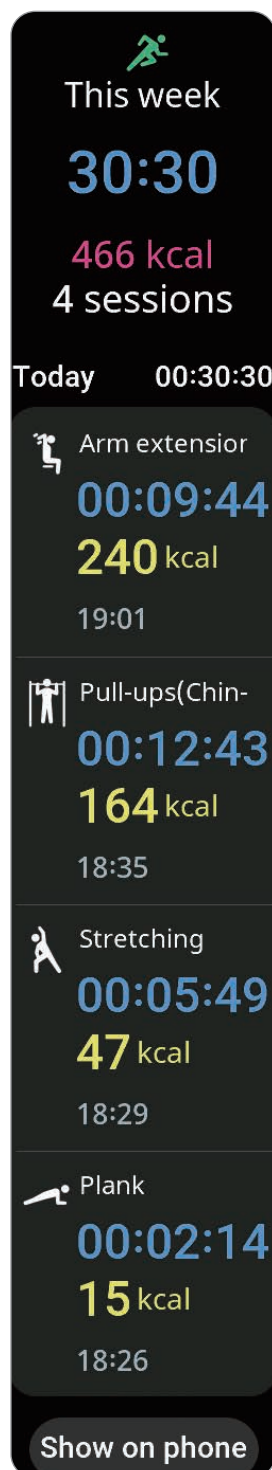 This week
30:30
466 kcal
4 sessions
Today 00:30:30
Arm extension
00:09:44
240 kcal
19:01
Pull-ups(Chin-
00:12:43
164 kcal
18:35
Stretching
00:05:49
47 kcal
18:29
Plank
00:02:14
15 kcal
18:26
Show on phone